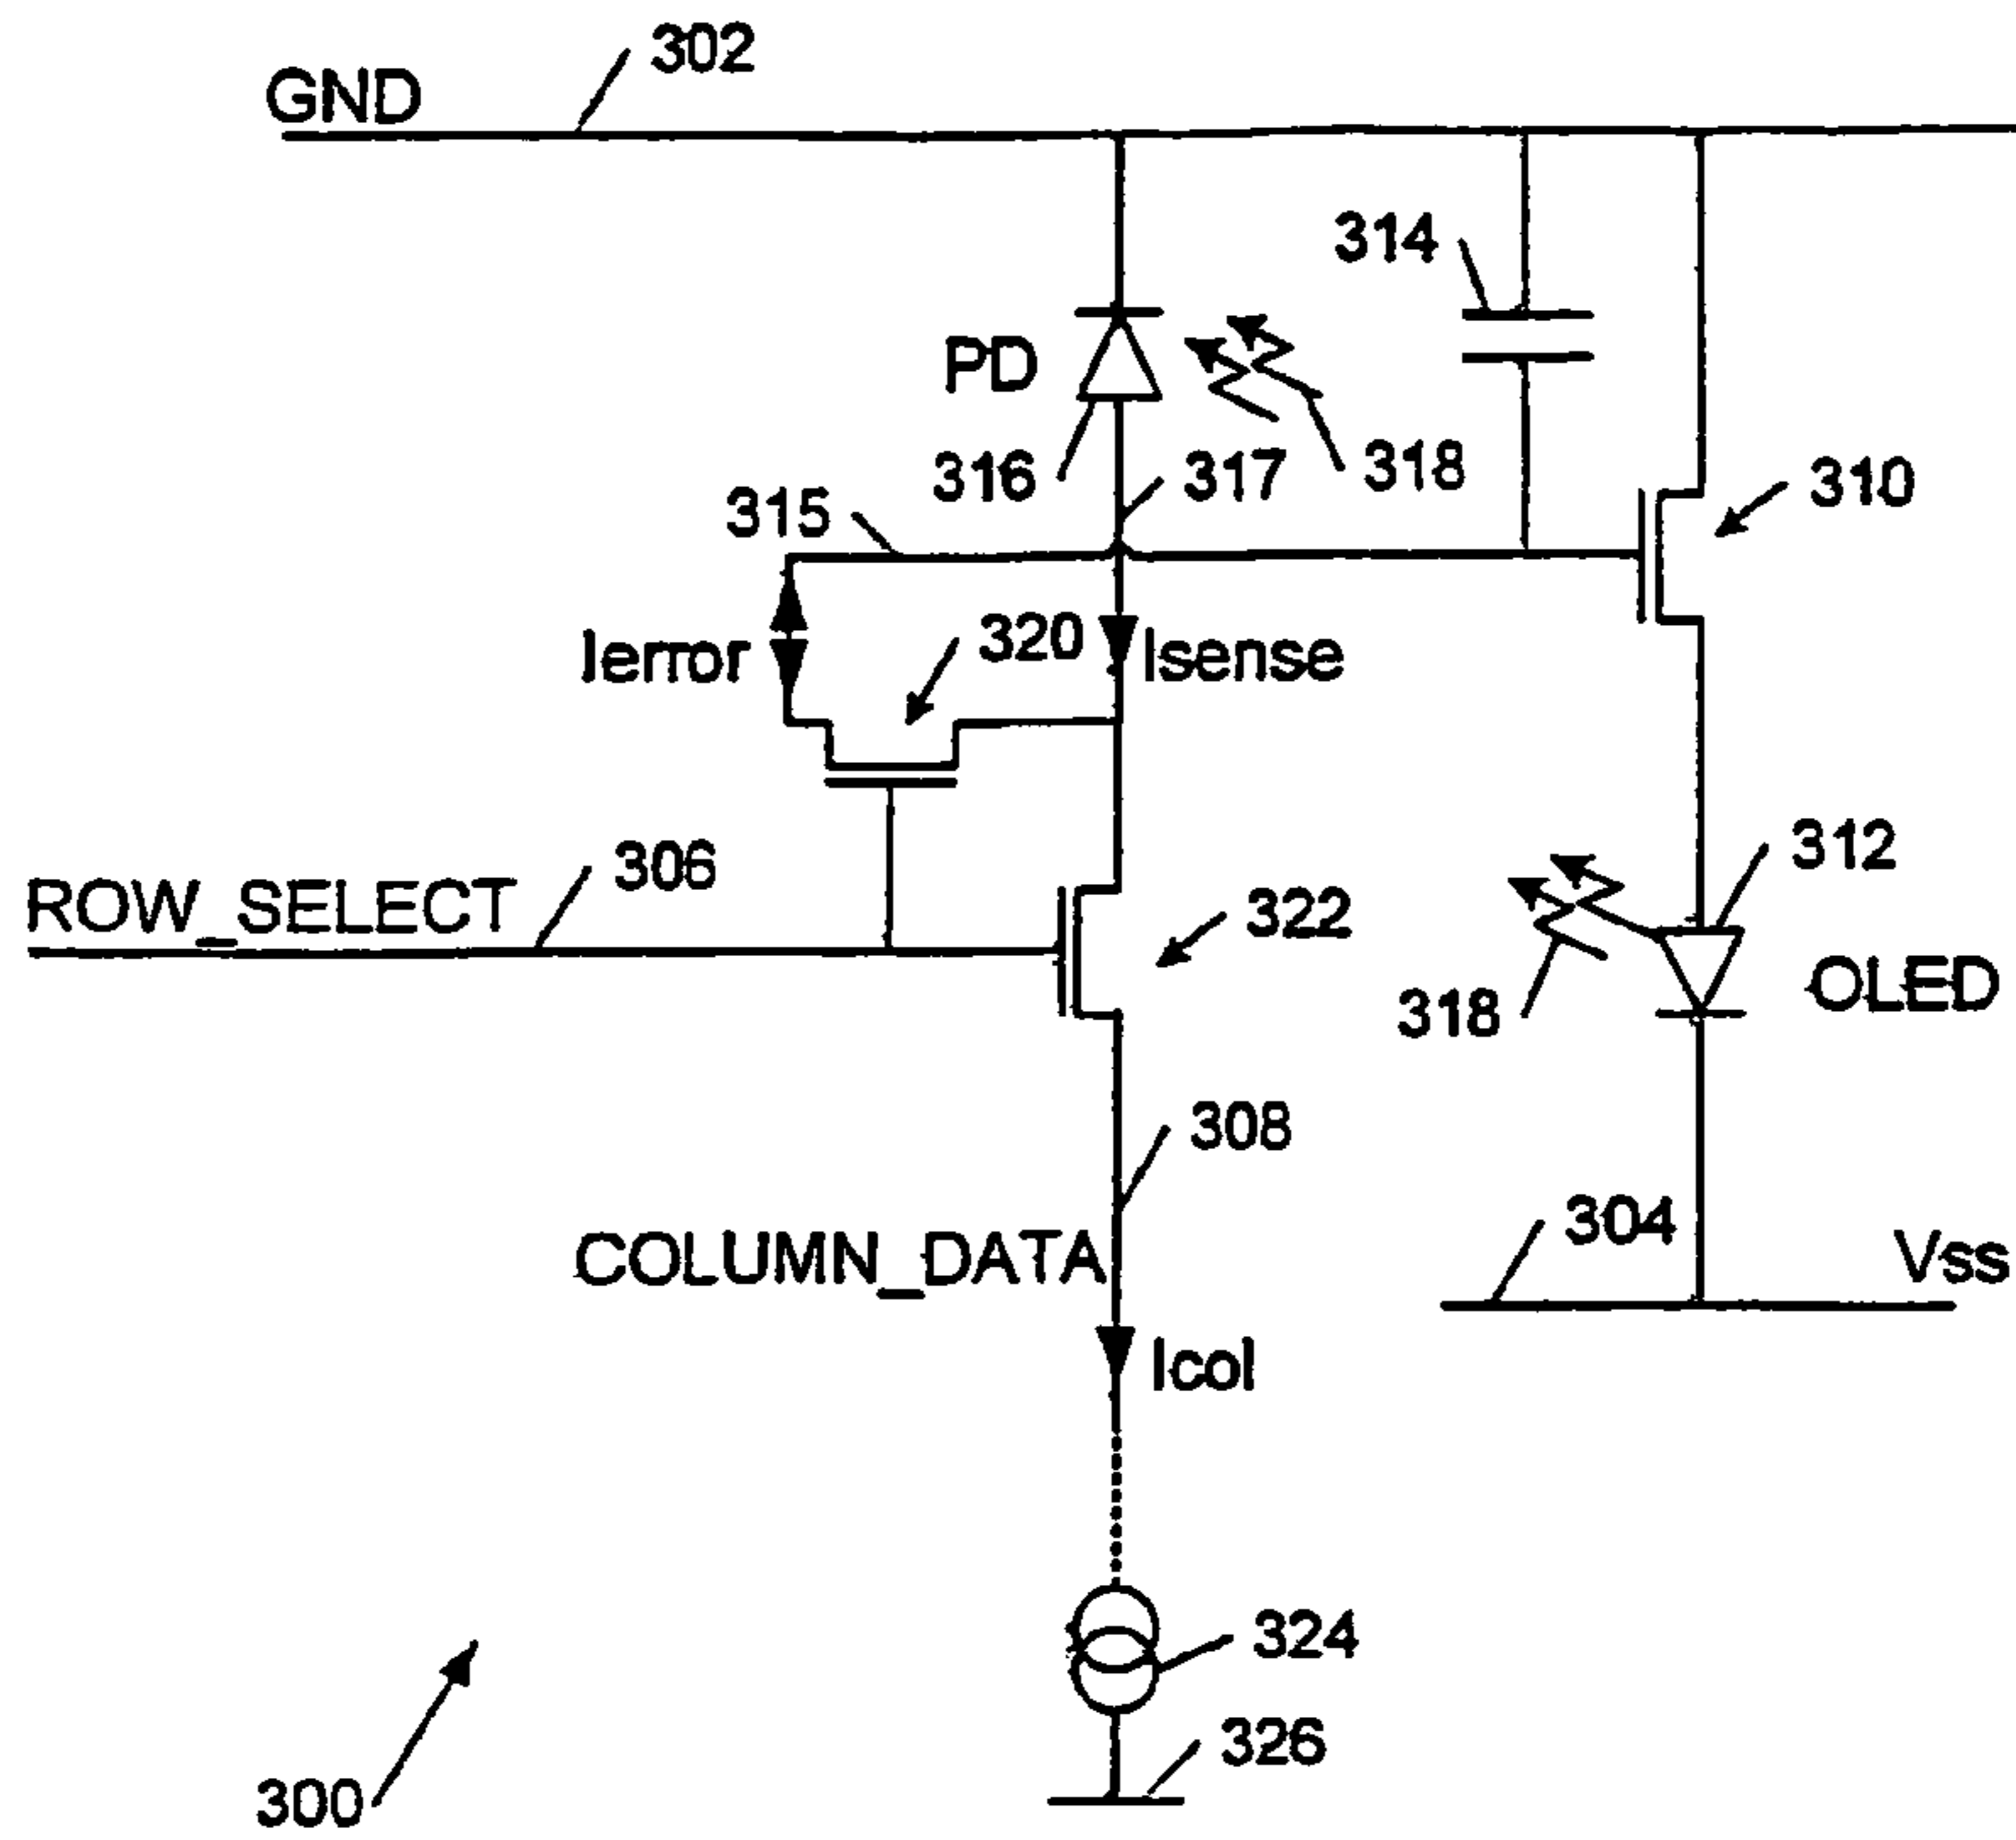 302
GND
314
PD
316
317
318
310
315
Ierror
320
Isense
312
306
ROW_SELECT
322
OLED
318
308
304
COLUMN_DATA
Vss
Icol
324
326
300